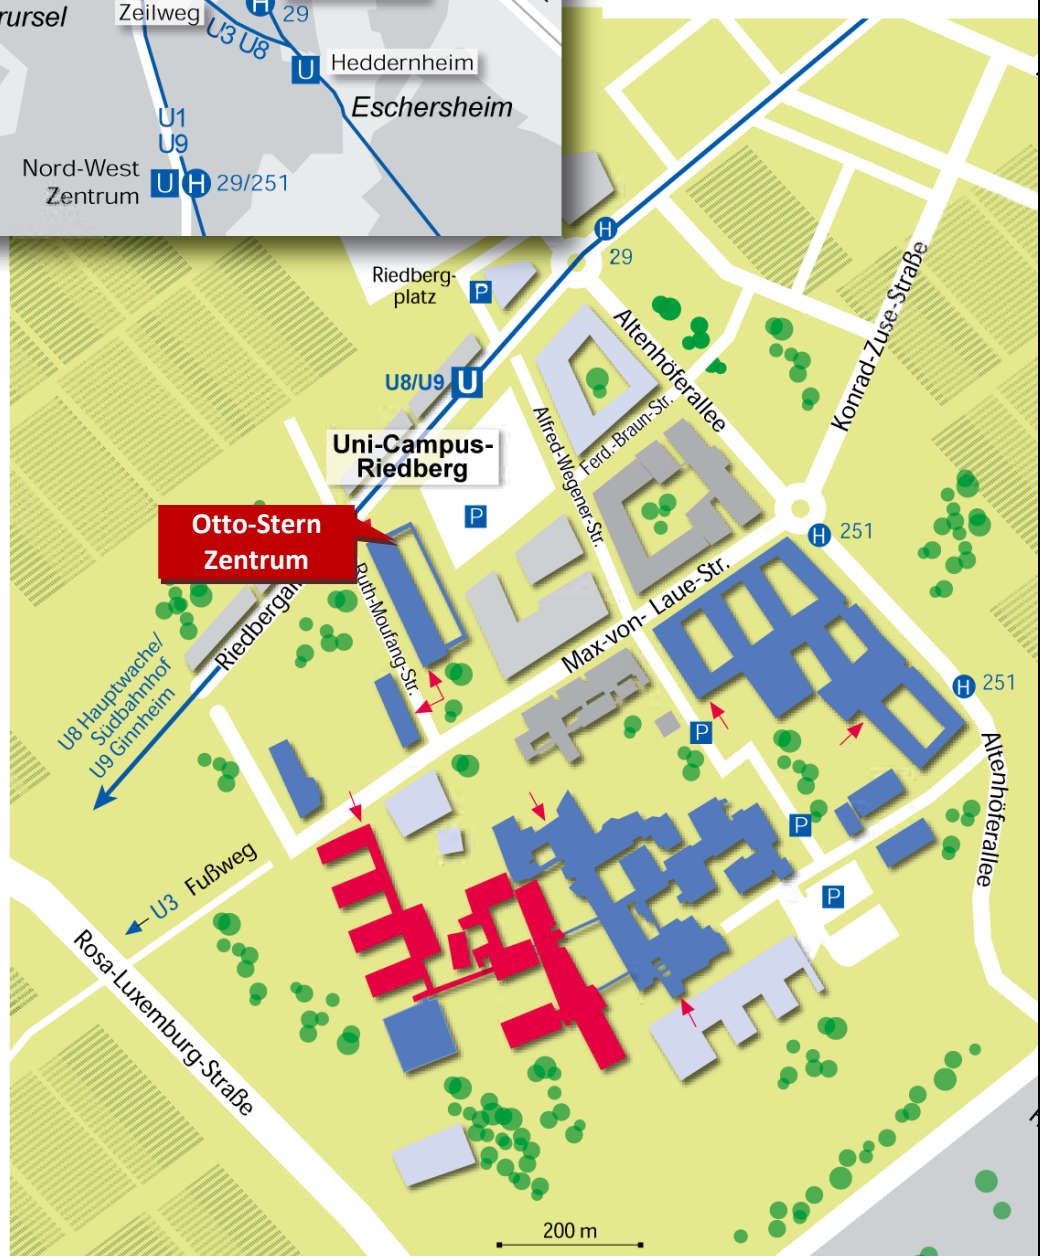 rursel
Zeilweg
H
29
U3 U8
U
Heddernheim
Eschersheim
U1
U9
Nord-West
Zentrum
U
H
29/251
H
29
Riedberg-
platz
P
Altenhöferallee
Konrad-Zuse-Straße
U8/U9
U
Alfred-Wegener-Str.
Ferd.-Braun-Str.
Uni-Campus-
Riedberg
P
Otto-Stern
Zentrum
H
251
Ruth-Moufang-Str.
Max-von- Laue-Str.
U8 Hauptwache/
Südbahnhof
U9 Ginnheim
H
251
P
Altenhöferallee
P
P
U3 Fußweg
Rosa-Luxemburg-Straße
200 m